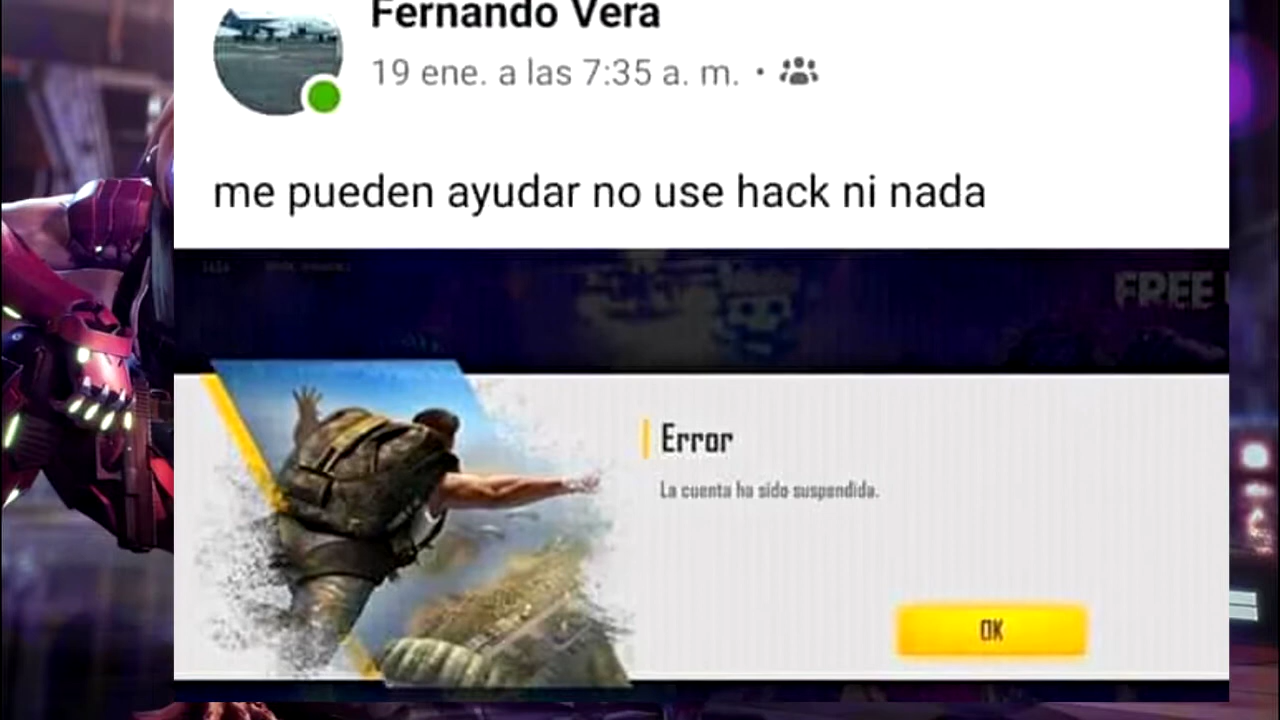 Fernando Vera
19 ene. a las 7:35 a. m. •
me pueden ayudar no use hack ni nada
FREE
Error
La cuenta ha sido suspendida.
OK